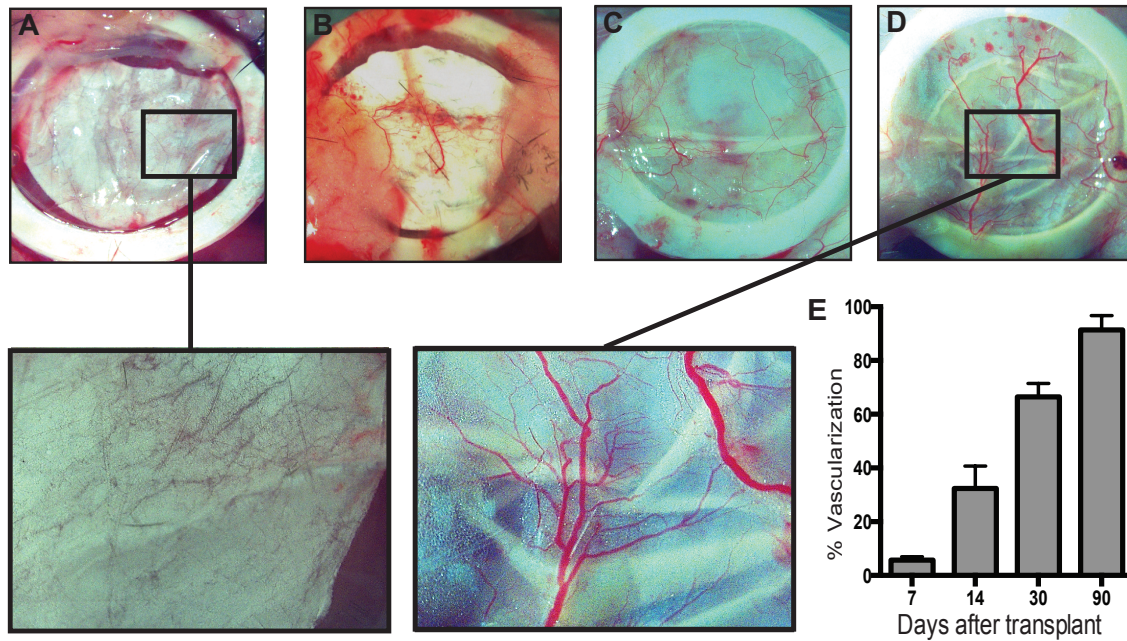 A
B
C
D
E
100
80
60
40
20
0
% Vascularization
7 14 30 90
Days after transplant